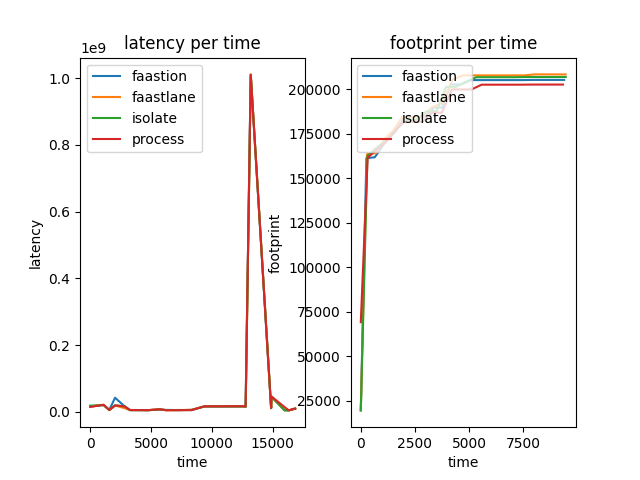 latency per time
1e9
latency
1.0
0.8
0.6
0.4
0.2
0.0
faastion
faastlane
isolate
process
0 5000 10000 15000
time
footprint per time
footprint
200000
175000
150000
125000
100000
75000
50000
25000
faastion
faastlane
isolate
process
0 2500 5000 7500
time